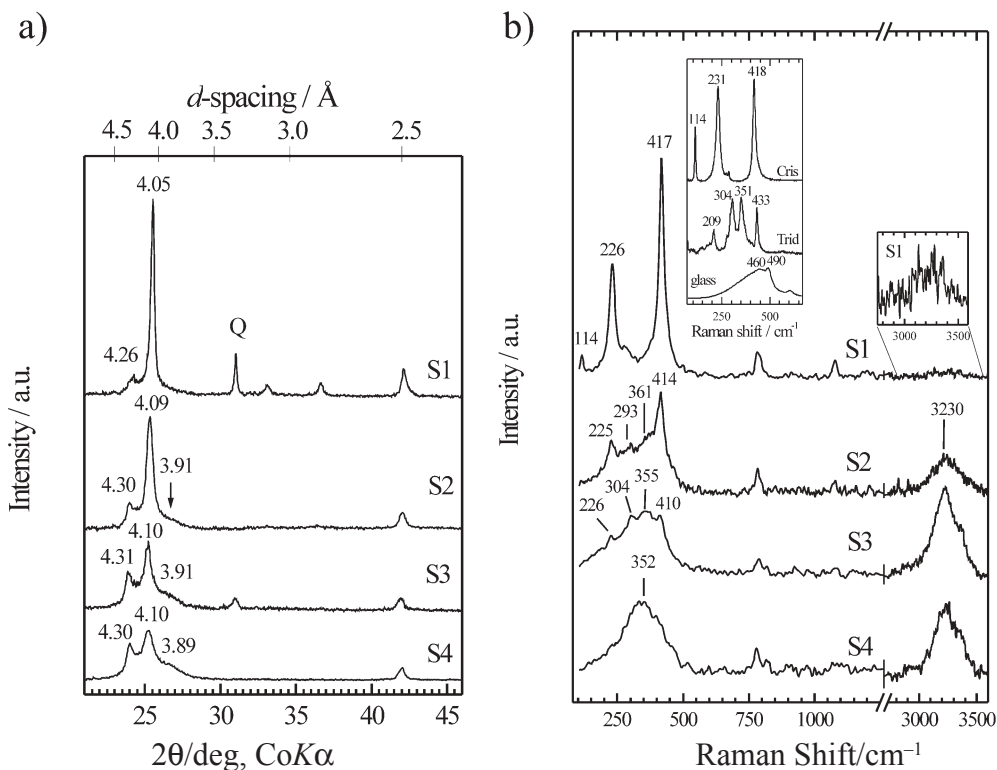 a)
d-spacing / Å
4.5 4.0 3.5 3.0 2.5
4.05
Q
4.26
S1
4.09
3.91
4.30
S2
4.10
4.31
3.91
S3
4.10
4.30
3.89
S4
25 30 35 40 45
2θ/deg, CoKα
Intensity / a.u.
b)
418
231
114
Cris
304 351
433
209
Trid
460 490
glass
250 500
Raman shift / cm-1
417
226
114
S1
S1
3000 3500
414
361
293
225
S2
3230
355
304
410
226
S3
352
S4
250 500 750 1000 3000 3500
Raman Shift/cm–1
Intensity / a.u.